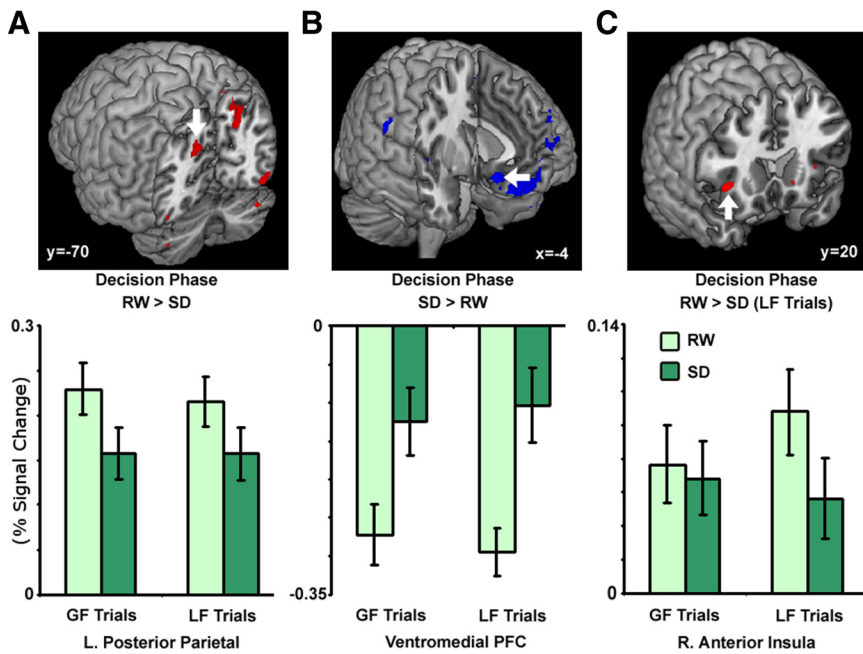 A
B
C
y=-70
x=-4
y=20
Decision Phase
RW > SD
Decision Phase
SD > RW
Decision Phase
RW > SD (LF Trials)
(% Signal Change)
0.3
0
GF Trials
LF Trials
L. Posterior Parietal
0
-0.35
GF Trials
LF Trials
Ventromedial PFC
0.14
RW
SD
0
GF Trials
LF Trials
R. Anterior Insula